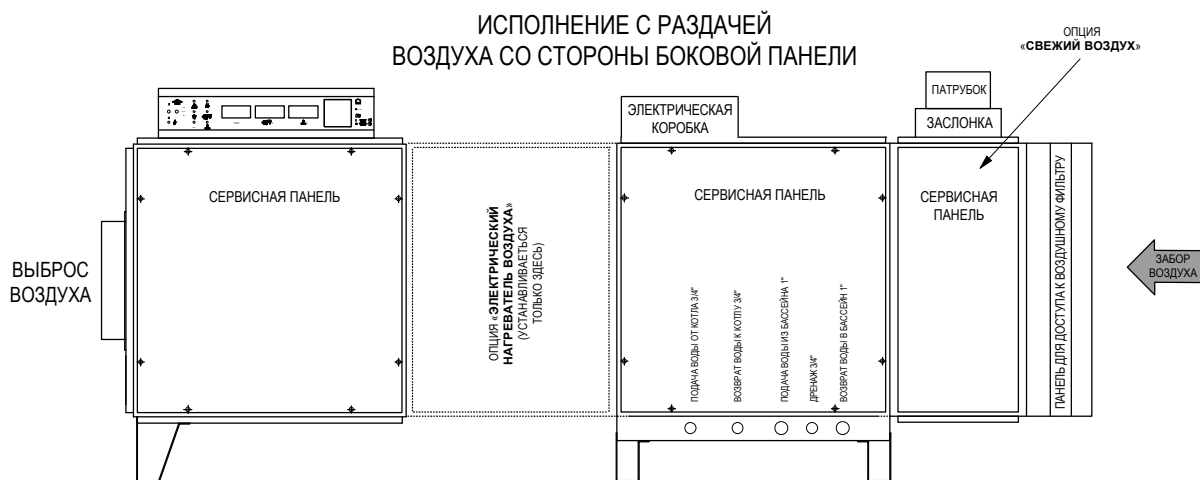 ИСПОЛНЕНИЕ С РАЗДАЧЕЙ
ВОЗДУХА СО СТОРОНЫ БОКОВОЙ ПАНЕЛИ
ОПЦИЯ
«СВЕЖИЙ ВОЗДУХ»
ПАТРУБОК
ЗАСЛОНКА
ЭЛЕКТРИЧЕСКАЯ
КОРОБКА
СЕРВИСНАЯ ПАНЕЛЬ
ВЫБРОС
ВОЗДУХА
ОПЦИЯ «ЭЛЕКТРИЧЕСКИЙ
НАГРЕВАТЕЛЬ ВОЗДУХА»
(УСТАНАВЛИВАЕТЬСЯ
ТОЛЬКО ЗДЕСЬ)
СЕРВИСНАЯ ПАНЕЛЬ
ПОДАЧА ВОДЫ ОТ КОТЛА 3/4"
ВОЗВРАТ ВОДЫ К КОТЛУ 3/4"
ПОДАЧА ВОДЫ ИЗ БАССЕЙНА 1"
ДРЕНАЖ 3/4"
ВОЗВРАТ ВОДЫ В БАССЕЙН 1"
СЕРВИСНАЯ
ПАНЕЛЬ
ПАНЕЛЬ ДЛЯ ДОСТУПА К ВОЗДУШНОМУ ФИЛЬТРУ
ЗАБОР
ВОЗДУХА